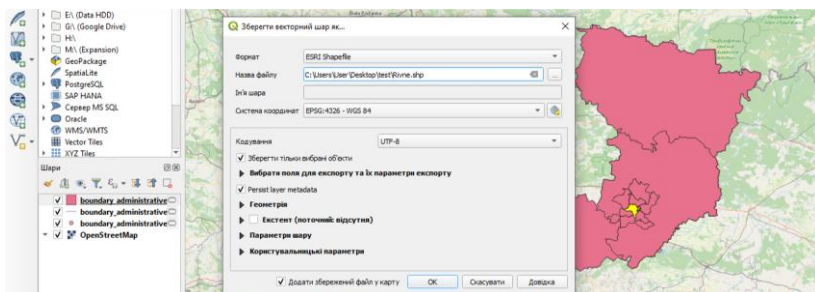 E:\ (Data HDD)
G:\ (Google Drive)
H:\
M:\ (Expansion)
GeoPackage
SpatiaLite
PostgreSQL
SAP HANA
Сервер MS SQL
Oracle
WMS/WMTS
Vector Tiles
XYZ Tiles
Шари
boundary_administrative
boundary_administrative
boundary_administrative
OpenStreetMap
Зберегти векторний шар як...
Формат ESRI Shapefile
Назва файлу C:\Users\User\Desktop\test\Rivne.shp
Ім'я шара
Система координат EPSG:4326 - WGS 84
Кодування UTF-8
Зберегти тільки вибрані об'єкти
Вибрати поля для експорту та їх параметри експорту
Persist layer metadata
Геометрія
Екстент (поточний: відсутня)
Параметри шару
Користувальницькі параметри
Додати збережений файл у карту OK Скасувати Довідка